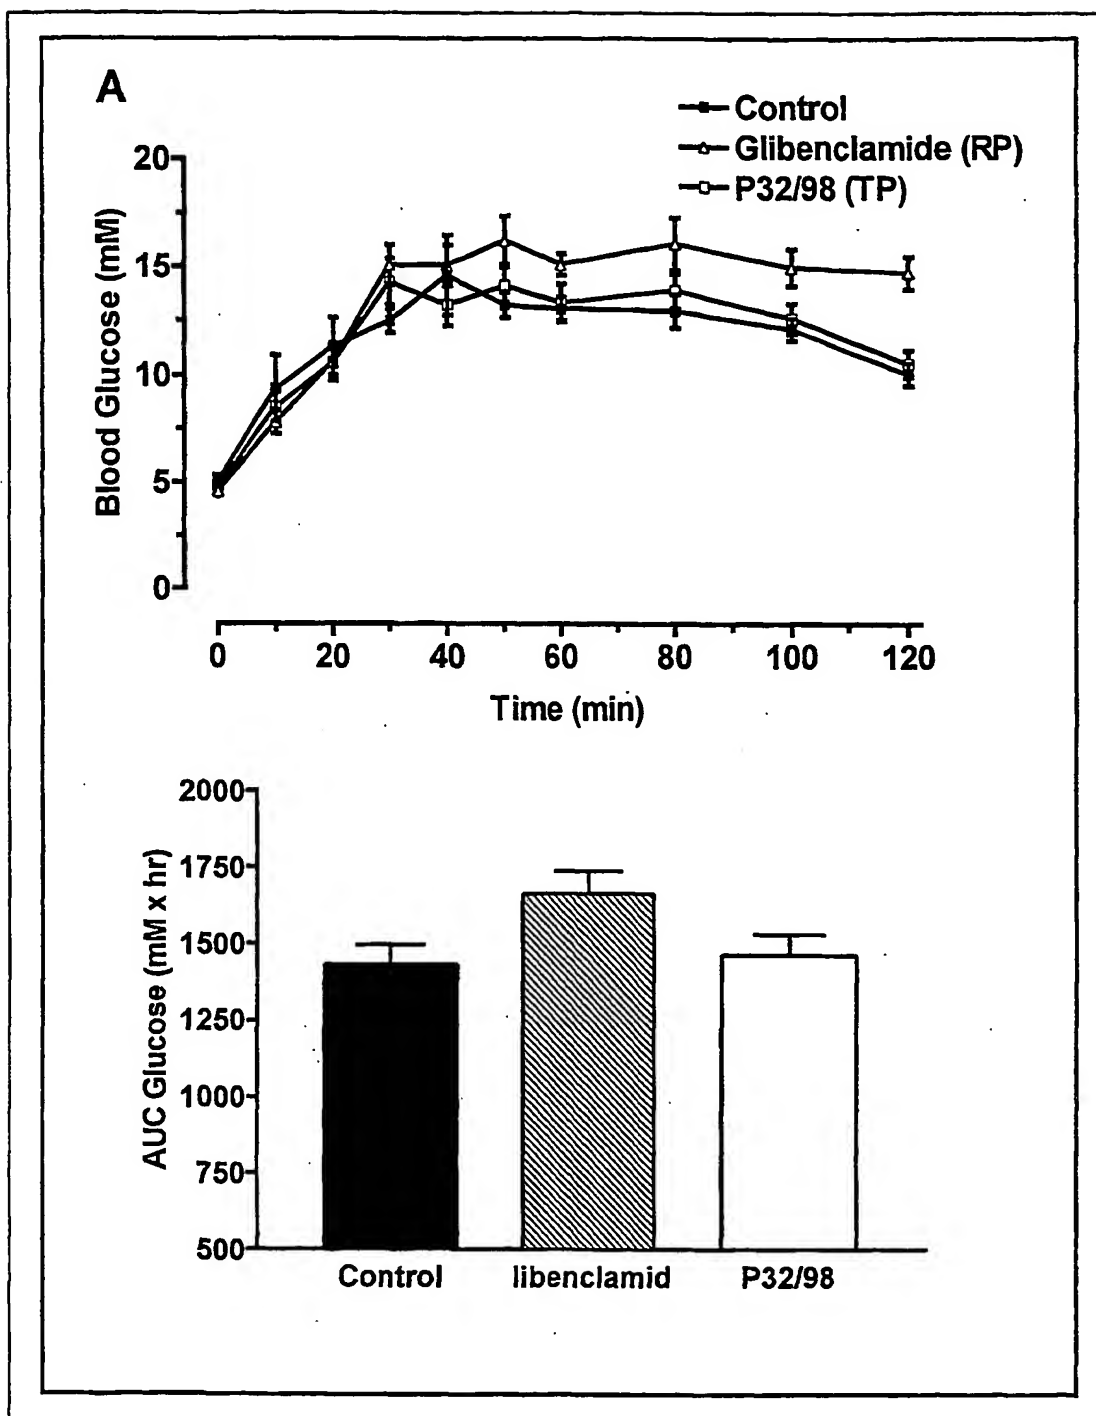 A
Control
Glibenclamide (RP)
P32/98 (TP)
20
15
10
5
0
Blood Glucose (mM)
0 20 40 60 80 100 120
Time (min)
2000
1750
1500
1250
1000
750
500
AUC Glucose (mM x hr)
Control libenclamid P32/98